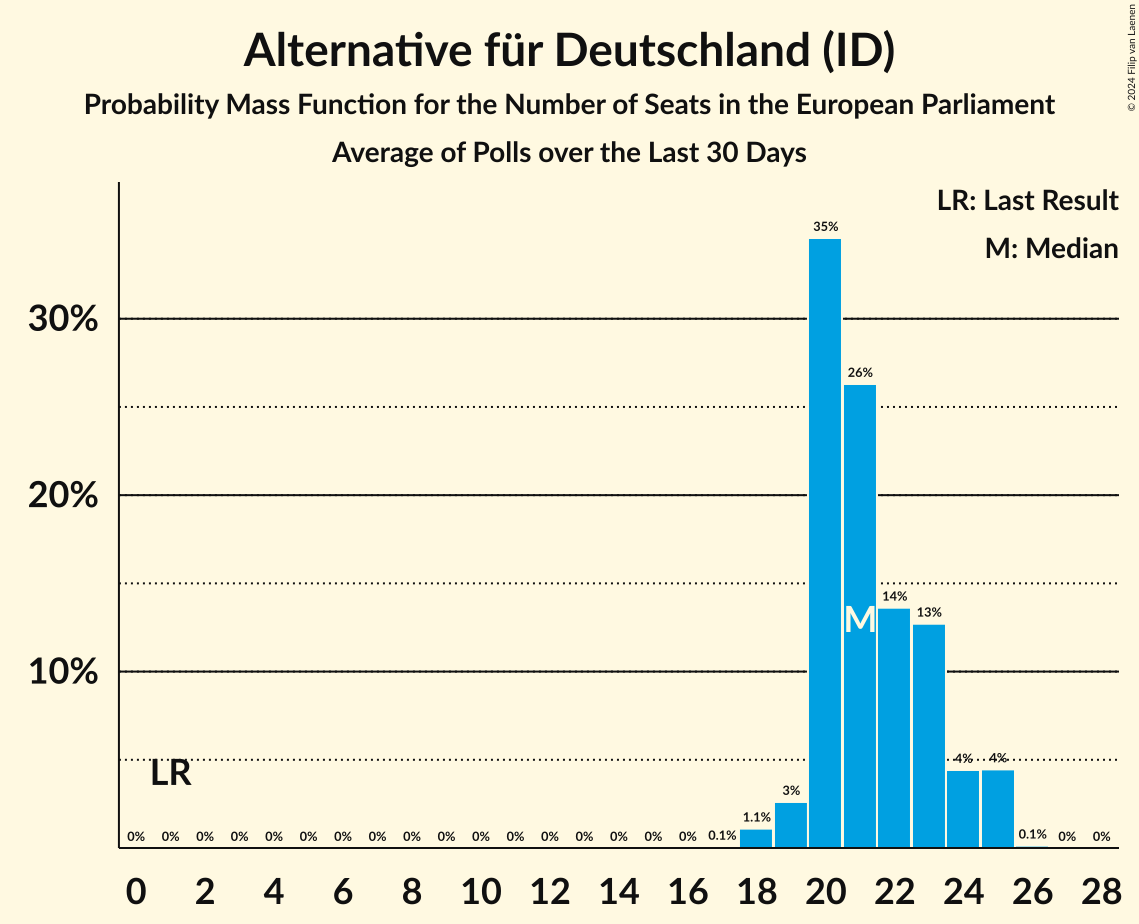 Alternative für Deutschland (ID)
Probability Mass Function for the Number of Seats in the European Parliament
Average of Polls over the Last 30 Days
© 2024 Filip van Laenen
LR: Last Result
M: Median
35%
30%
26%
20%
14%
13%
M
10%
LR
4%
4%
3%
1.1%
0% 0% 0% 0% 0% 0% 0% 0% 0% 0% 0% 0% 0% 0% 0% 0% 0% 0.1% 0.1% 0% 0%
0 2 4 6 8 10 12 14 16 18 20 22 24 26 28